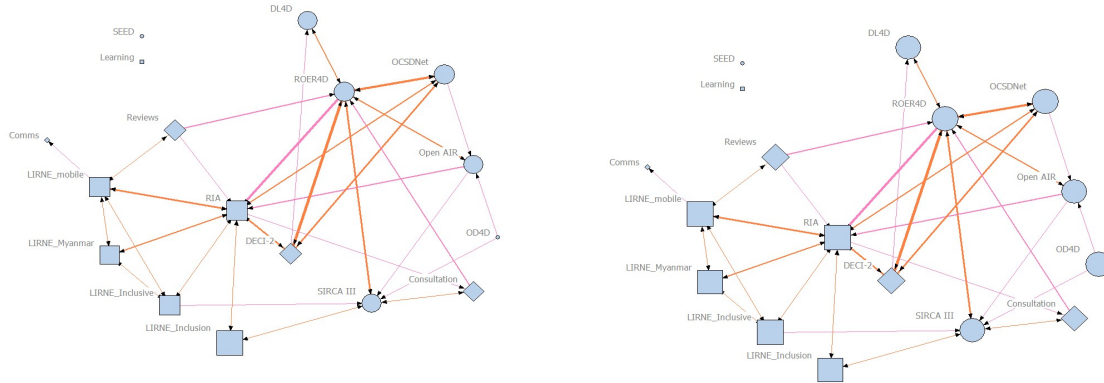 DL4D
SEED
OCSDNet
Learning
ROER4D
Reviews
Comms
Open AIR
LIRNE_mobile
RIA
LIRNE_Myanmar
DECI-2
OD4D
Consultation
LIRNE_Inclusive
SIRCA III
LIRNE_Inclusion
DL4D
SEED
OCSDNet
Learning
ROER4D
Reviews
Comms
Open AIR
LIRNE_mobile
RIA
OD4D
LIRNE_Myanmar
DECI-2
Consultation
LIRNE_Inclusive
SIRCA III
LIRNE_Inclusion